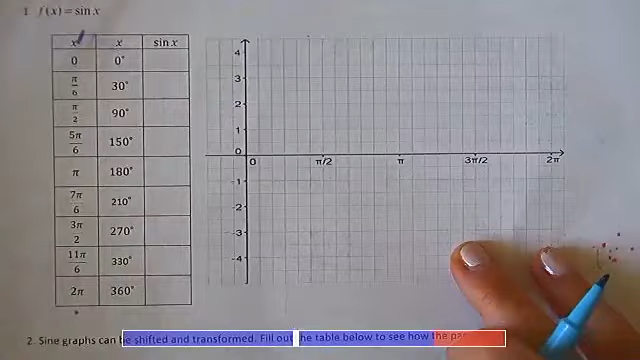 1 f(x) = sin x
x x sin x
0 0°
π/6 30°
π/2 90°
5π/6 150°
π 180°
7π/6 210°
3π/2 270°
11π/6 330°
2π 360°
4
3
2
1
0
0 π/2 π 3π/2 2π
-1
-2
-3
-4
2. Sine graphs can be shifted and transformed. Fill out the table below to see how the